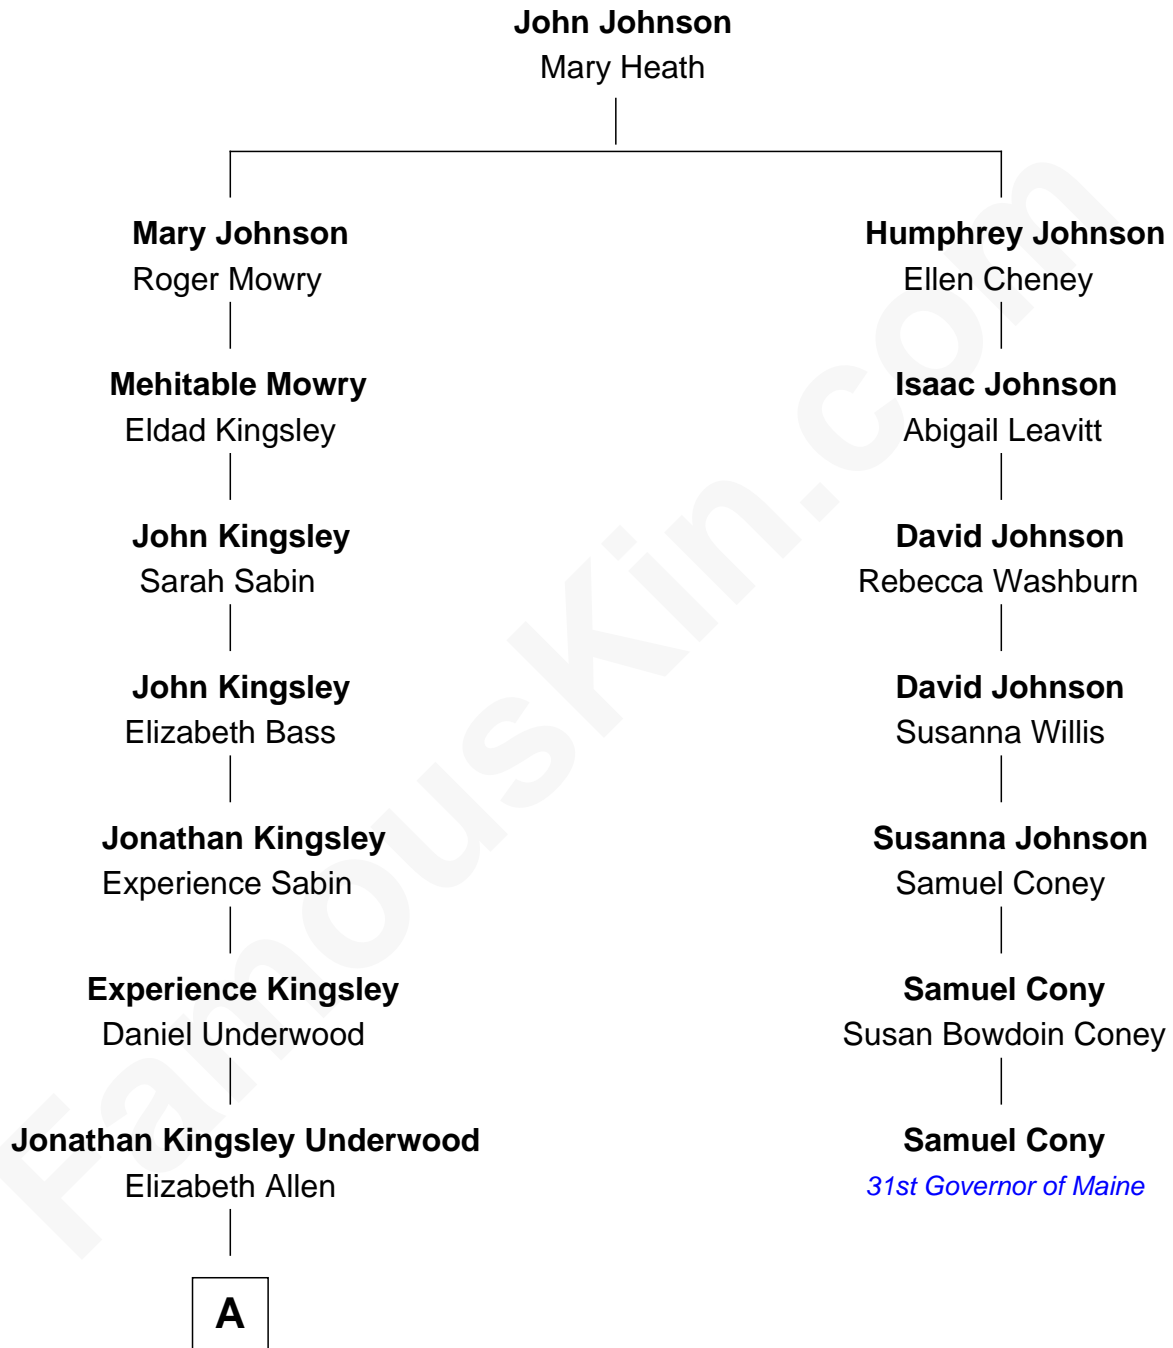 John Johnson
Mary Heath
Mary Johnson
Roger Mowry
Humphrey Johnson
Ellen Cheney
Mehitable Mowry
Eldad Kingsley
Isaac Johnson
Abigail Leavitt
John Kingsley
Sarah Sabin
David Johnson
Rebecca Washburn
John Kingsley
Elizabeth Bass
David Johnson
Susanna Willis
Jonathan Kingsley
Experience Sabin
Susanna Johnson
Samuel Coney
Experience Kingsley
Daniel Underwood
Samuel Cony
Susan Bowdoin Coney
Jonathan Kingsley Underwood
Elizabeth Allen
Samuel Cony
31st Governor of Maine
A
FamousKin.com